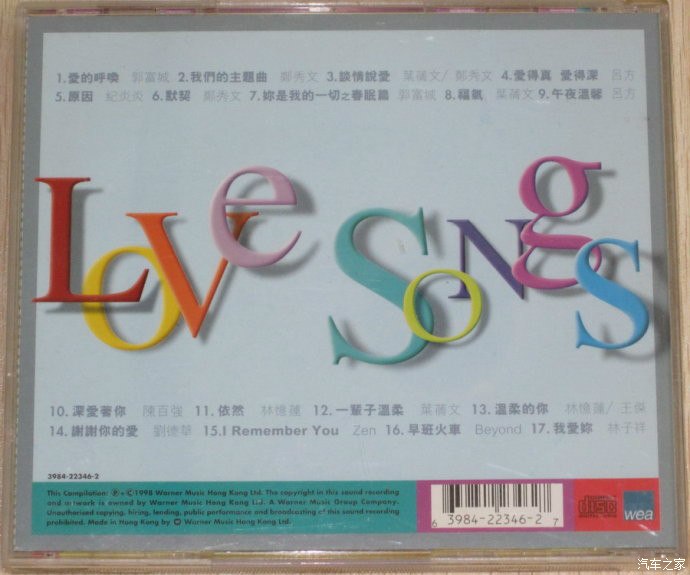 1.愛的呼喚 郭富城 2.我們的主題曲 鄭秀文 3.談情說愛 葉蒨文/ 鄭秀文 4.愛得真 愛得深 呂方
5.原因 紀炎炎 6.默契 鄭秀文 7.妳是我的一切之春眠篇 郭富城 8.福氣 葉蒨文 9.午夜溫馨 呂方
LOVE SONgS
10.深愛著你 陳百強 11.依然 林憶蓮 12.一輩子溫柔 葉蒨文 13.溫柔的你 林憶蓮/ 王傑
14.謝謝你的愛 劉德華 15.I Remember You Zen 16.早班火車 Beyond 17.我愛妳 林子祥
3984-22346-2
This Compilation: ℗+© 1998 Warner Music Hong Kong Ltd. The copyright in this sound recording
and artwork is owned by Warner Music Hong Kong Ltd. A Warner Music Group Company.
Unauthorised copying, hiring, lending, public performance and broadcasting of this sound recording
prohibited. Made in Hong Kong by Warner Music Hong Kong Ltd.
6 3984-22346-2 7
COMPACT
disc
DIGITAL AUDIO
wea
汽车之家